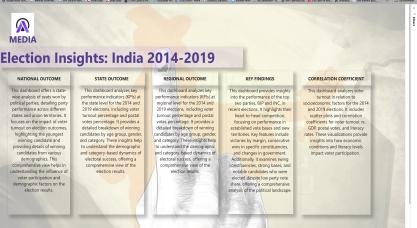 MEDIA
Election Insights: India 2014-2019
NATIONAL OUTCOME
This dashboard offers a state-
wise analysis of seats won by
political parties, detailing party
performance across different
states and union territories. It
focuses on the impact of voter
turnout on election outcomes,
highlighting the youngest
winning candidate and
providing details of winning
candidates from various
demographics. This
comprehensive view helps in
understanding the influence of
voter participation and
demographic factors on the
election results.
STATE OUTCOME
This dashboard analyzes key
performance indicators (KPIs) at
the state level for the 2014 and
2019 elections, including voter
turnout percentage and postal
votes percentage. It provides a
detailed breakdown of winning
candidates by age group, gender,
and category. These insights help
to understand the demographic
and category-based dynamics of
electoral success, offering a
comprehensive view of the
election results.
REGIONAL OUTCOME
This dashboard analyzes key
performance indicators (KPIs) at
regional level for the 2014 and
2019 elections, including voter
turnout percentage and postal
votes percentage. It provides a
detailed breakdown of winning
candidates by age group, gender,
and category. These insights help
to understand the demographic
and category-based dynamics of
electoral success, offering a
comprehensive view of the
election results.
KEY FINDINGS
This dashboard provides insight
into the performance of the top
two parties, BJP and INC, in
recent elections. It highlights their
head-to-head competition,
focusing on performance in
established vote bases and new
territories. Key features include
victories by margin, consecutive
wins in specific constituencies,
and changes in government.
Additionally, it examines swing
constituencies, strong bases, and
notable candidates who were
elected despite low party vote
share, offering a comprehensive
analysis of the political landscape.
CORRELATION COEFFICIENT
This dashboard analyzes voter
turnout in relation to
socioeconomic factors for the 2014
and 2019 elections. It includes
scatter plots and correlation
coefficients for voter turnout vs.
GDP, postal votes, and literacy
rates. These visualizations provide
insights into how economic
conditions and literacy levels
impact voter participation.